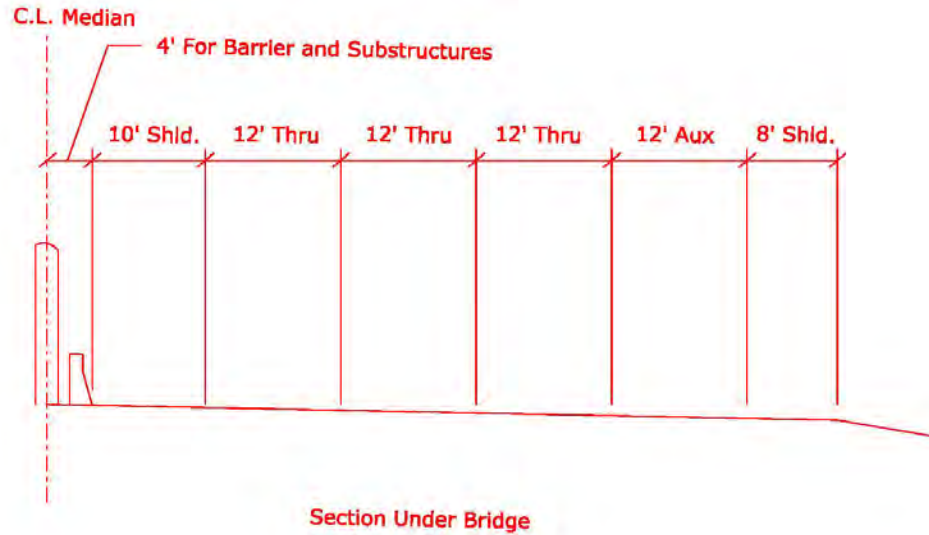 C.L. Median
4' For Barrier and Substructures
10' Shld.
12' Thru
12' Thru
12' Thru
12' Aux
8' Shld.
Section Under Bridge